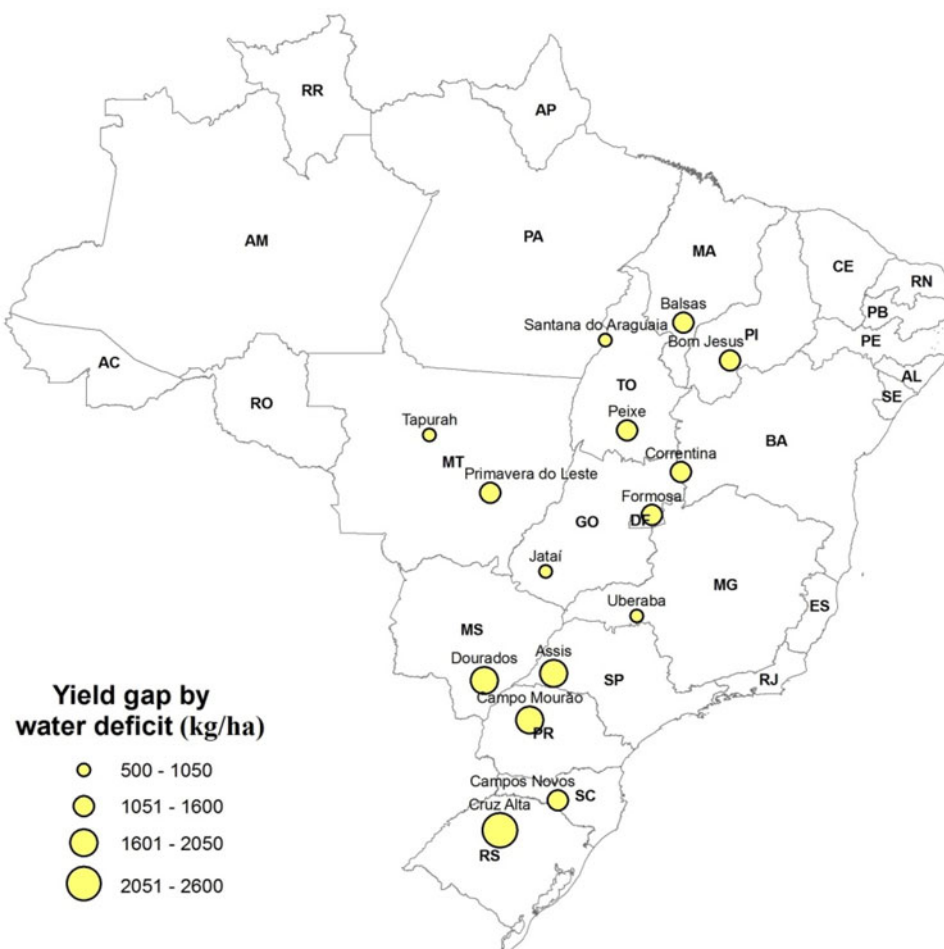 RR
AP
AM
PA
MA
CE
RN
PB
PE
AL
SE
Balsas
Santana do Araguaia
Bom Jesus
PI
AC
RO
TO
Peixe
Tapurah
MT
Primavera do Leste
Correntina
BA
Formosa
GO
DF
Jataí
MG
Uberaba
ES
MS
Dourados
Assis
SP
RJ
Campo Mourão
PR
Campos Novos
SC
Cruz Alta
RS
Yield gap by
water deficit (kg/ha)
500 - 1050
1051 - 1600
1601 - 2050
2051 - 2600